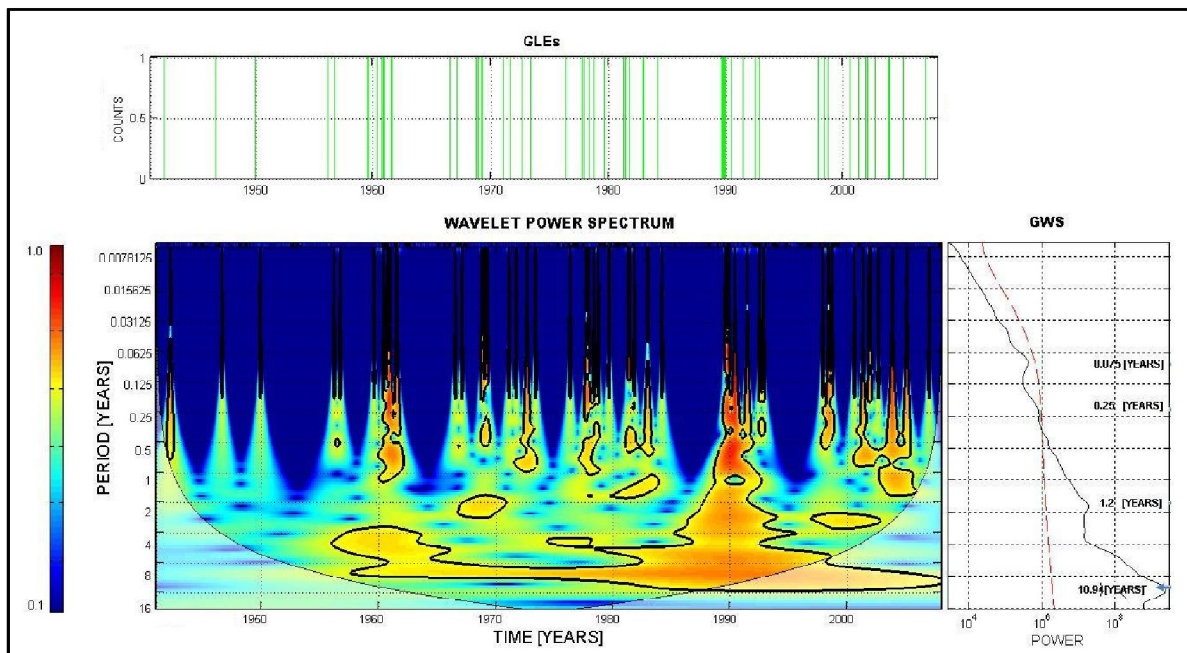 GLEs
COUNTS
1
0.5
0
1950 1960 1970 1980 1990 2000
WAVELET POWER SPECTRUM
GWS
1.0
0.1
PERIOD [YEARS]
0.0078125
0.015625
0.03125
0.0625
0.125
0.25
0.5
1
2
4
8
16
1950 1960 1970 1980 1990 2000
TIME [YEARS]
0.075 [YEARS]
0.25 [YEARS]
1.2 [YEARS]
10.94[YEARS]
10⁴ 10⁶ 10⁸
POWER